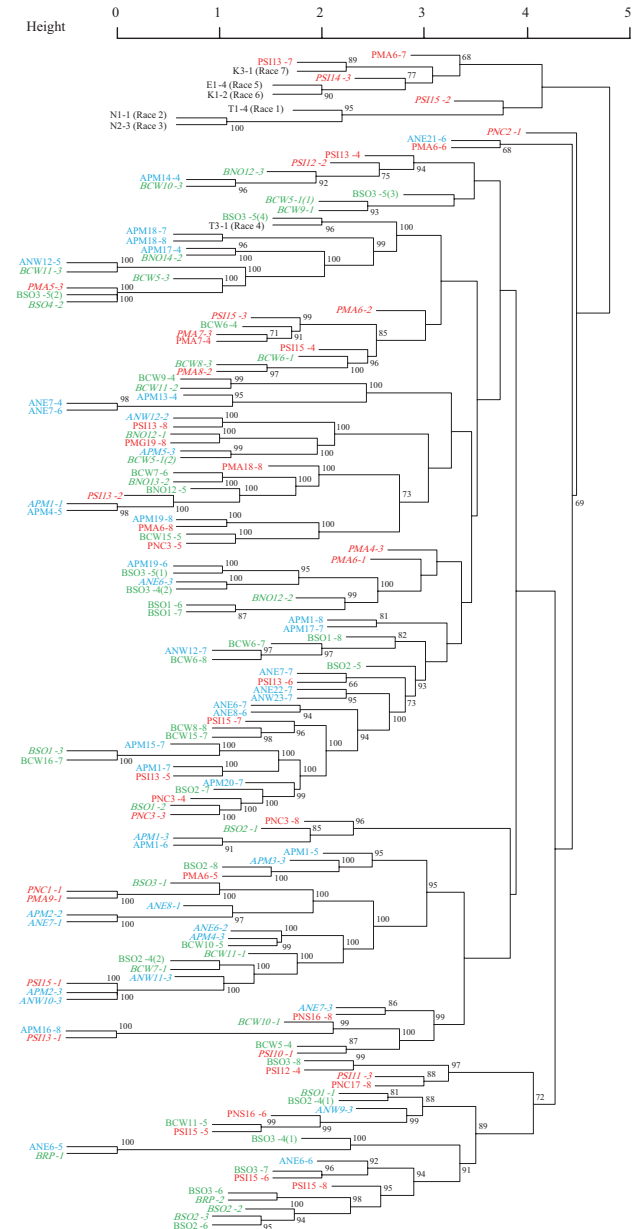 Height 0 1 2 3 4 5
PMA6-7
68
PSI13 -7
89
K3-1 (Race 7)
PSI14 -3
77
E1-4 (Race 5)
K1-2 (Race 6)
90
PSI15 -2
T1-4 (Race 1)
95
N1-1 (Race 2)
N2-3 (Race 3)
100
PNC2 -1
ANE21-6
PMA6-6
68
PSI13 -4
PSI12 -2
94
BNO12 -3
75
APM14-4
BCW10 -3
92
96
BSO3 -5(3)
BCW5-1(1)
BCW9-1
93
BSO3 -5(4)
T3-1 (Race 4)
96
100
APM18-7
APM18 -8
100
APM17-4
BNO14 -2
96
99
100
ANW12-5
BCW11-3
100
100
BCW5-3
100
PMA5-3
BSO3 -5(2)
BSO4 -2
100
100
100
PMA6-2
PSI15 -3
99
BCW6-4
PMA7-3
PMA7-4
71
91
85
PSI15 -4
BCW6-1
96
BCW8-3
PMA8-2
97
100
100
BCW9-4
BCW11-2
99
APM13-4
95
100
ANE7 -4
ANE7 -6
98
ANW12-2
PSI13 -8
100
BNO12 -1
PMG19 -8
100
100
APM5-3
BCW5-1(2)
99
100
PMA18-8
100
BCW7-6
BNO13 -2
100
100
BNO12 -5
100
PSI13 -2
100
APM1-1
APM4-5
98
73
APM19 -8
PMA6-8
100
BCW15 -5
PNC3 -5
100
100
69
PMA4-3
PMA6-1
100
APM19 -6
BSO3 -5(1)
100
95
ANE6-3
BSO3 -4(2)
100
100
BNO12 -2
99
BSO1 -6
BSO1 -7
87
APM1-8
APM17-7
81
BSO1 -8
82
BCW6 -7
97
ANW12-7
BCW6-8
97
93
BSO2 -5
ANE7-7
PSI13 -6
66
73
ANE22-7
ANW23-7
95
100
ANE6-7
ANE8-6
94
95
PSI15 -7
96
BCW8-8
BCW15 -7
98
100
APM15-7
100
BSO1 -3
BCW16 -7
100
100
APM1-7
PSI13 -5
100
100
APM20-7
99
BSO2 -7
100
PNC3 -4
100
BSO1 -2
PNC3 -3
100
PNC3 -8
96
BSO2 -1
85
APM1-3
APM1-6
91
APM1-5
95
APM3-3
100
BSO2 -8
PMA6-5
100
95
BSO3 -1
100
PNC1 -1
PMA9-1
100
100
ANE8-1
97
APM2-2
ANE7-1
100
100
ANE6-2
100
APM4-3
BCW10 -5
99
100
BCW11-1
100
BSO2 -4(2)
BCW7-1
100
100
ANW11-3
100
PSI15 -1
APM2-3
ANW10-3
100
100
100
ANE7-3
PNS16 -8
86
99
BCW10 -1
99
APM16 -8
PSI13 -1
100
100
BCW5-4
PSI10 -1
87
BSO3 -8
PSI12 -4
99
97
PSI11 -3
PNC17 -8
88
72
BSO1 -1
BSO2 -4(1)
81
88
ANW9-3
99
PNS16 -6
99
BCW11-5
PSI15 -5
99
89
BSO3 -4(1)
100
ANE6-5
BRP-1
100
91
ANE6-6
92
BSO3 -7
PSI15 -6
96
94
PSI15 -8
95
BSO3 -6
BRP-2
98
BSO2 -2
100
94
BSO2 -3
BSO2 -6
95